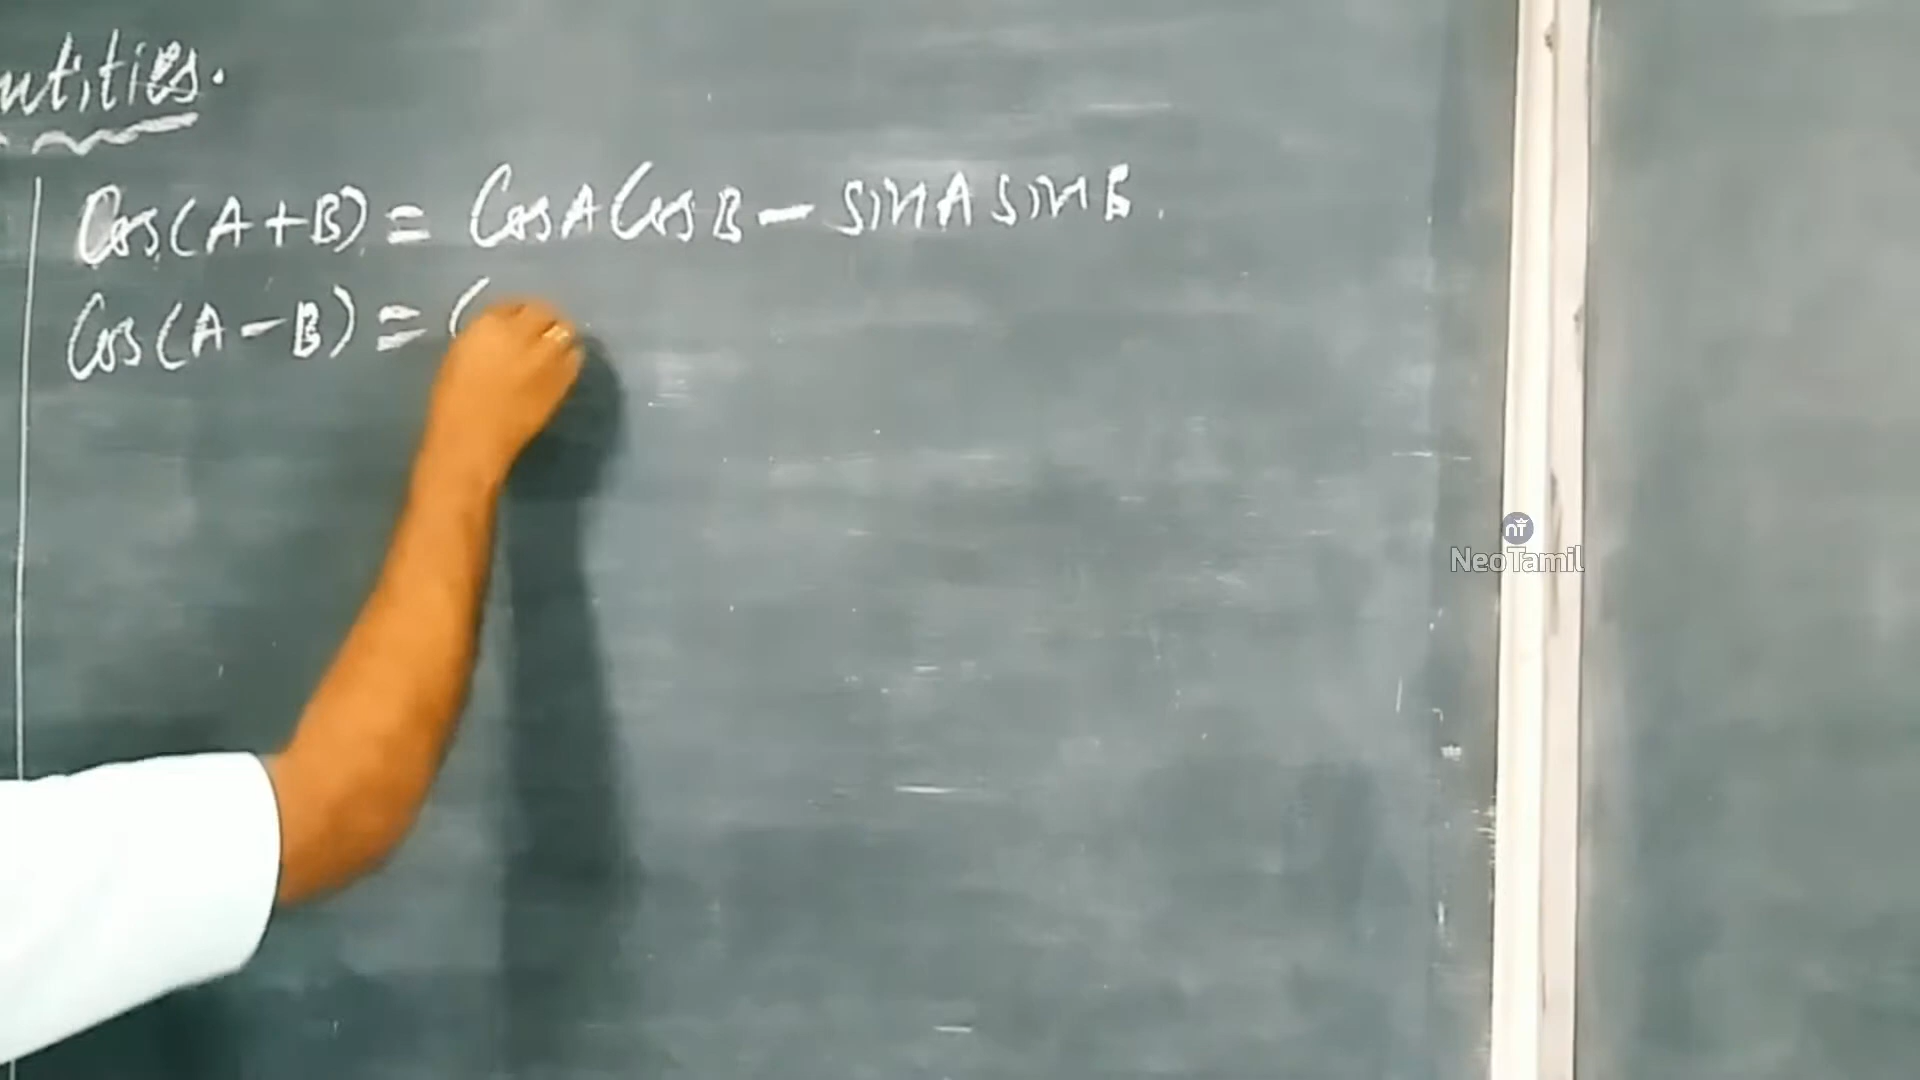 ntities.
Cos(A+B) = CosA CosB - sinA sinB.
Cos(A-B) = C
NeoTamil